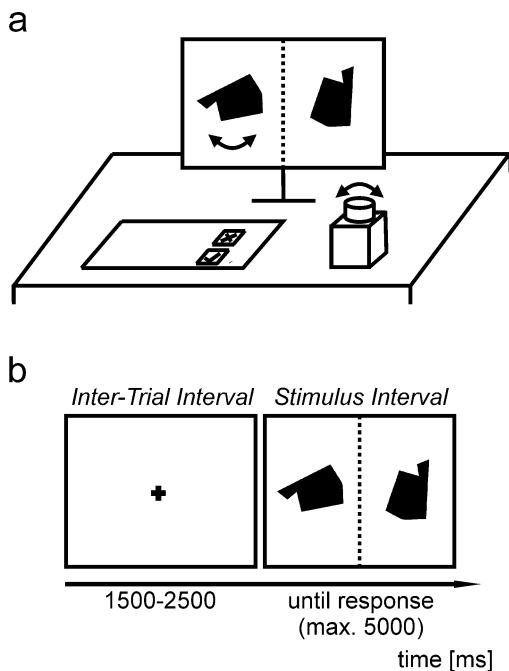 a
b
Inter-Trial Interval Stimulus Interval
1500-2500 until response
(max. 5000)
time [ms]